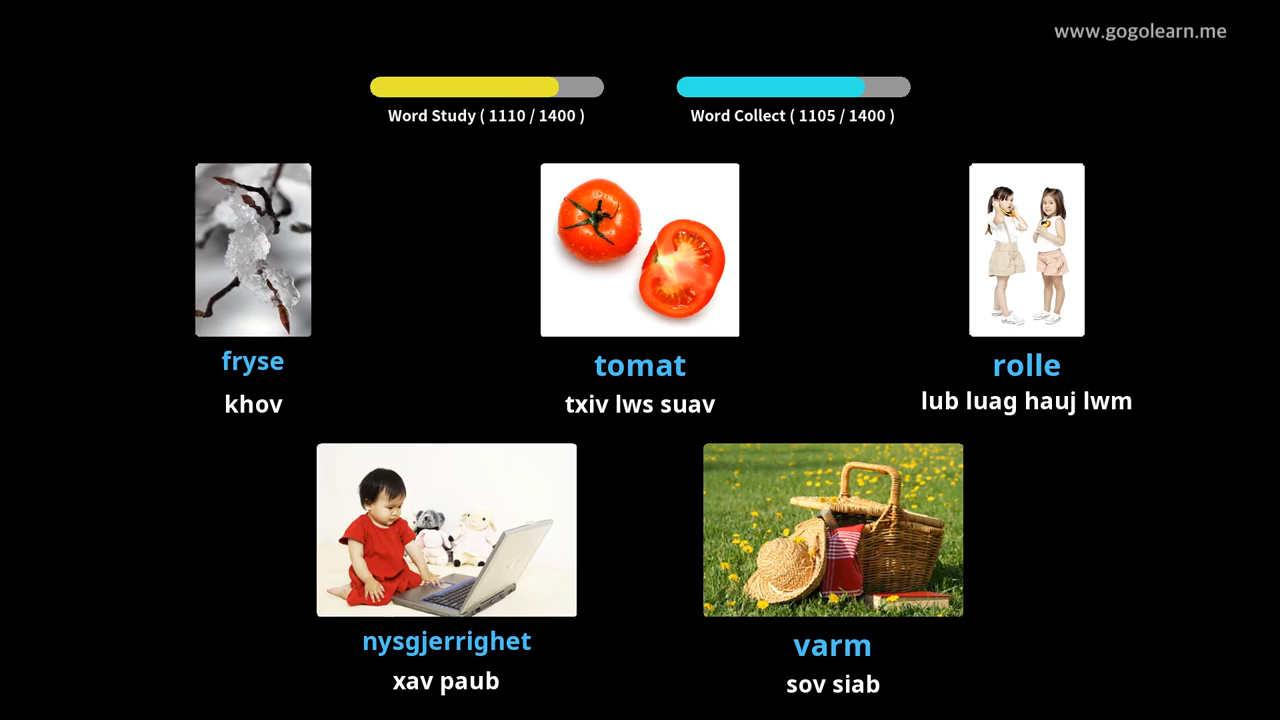 www.gogolearn.me
Word Study ( 1110 / 1400 )
Word Collect ( 1105 / 1400 )
fryse
khov
tomat
txiv lws suav
rolle
lub luag hauj lwm
nysgjerrighet
xav paub
varm
sov siab